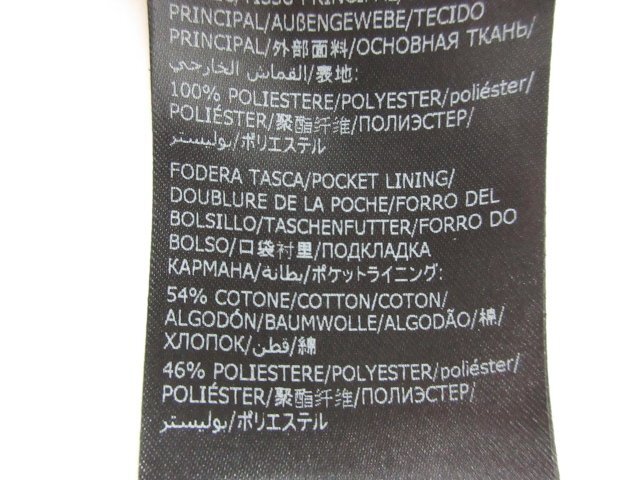 PRINCIPAL/AUßENGEWEBE/TECIDO
PRINCIPAL/外部面料/ОСНОВНАЯ ТКАНЬ/
القماش الخارجي/表地:
100% POLIESTERE/POLYESTER/poliéster/
POLIÉSTER/聚酯纤维/ПОЛИЭСТЕР/
بوليستر/ポリエステル
FODERA TASCA/POCKET LINING/
DOUBLURE DE LA POCHE/FORRO DEL
BOLSILLO/TASCHENFUTTER/FORRO DO
BOLSO/口袋衬里/ПОДКЛАДКА
КАРМАНА/بطانة/ポケットライニング:
54% COTONE/COTTON/COTON/
ALGODÓN/BAUMWOLLE/ALGODÃO/棉/
ХЛОПОК/قطن/綿
46% POLIESTERE/POLYESTER/poliéster/
POLIÉSTER/聚酯纤维/ПОЛИЭСТЕР/
بوليستر/ポリエステル